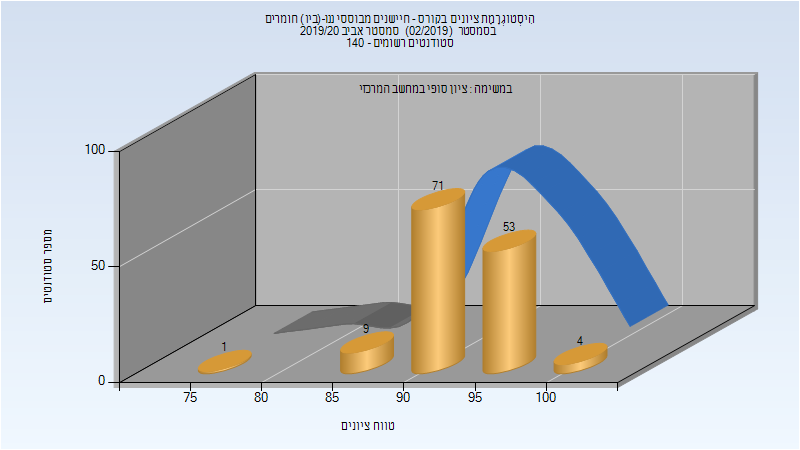 היסטוגרמת ציונים בקורס - חיישנים מבוססי ננו-(ביו) חומרים
בסמסטר (02/2019) סמסטר אביב 2019/20
סטודנטים רשומים - 140
במשימה : ציון סופי במחשב המרכזי
מספר סטודנטים
100
50
0
1
9
71
53
4
75
80
85
90
95
100
טווח ציונים